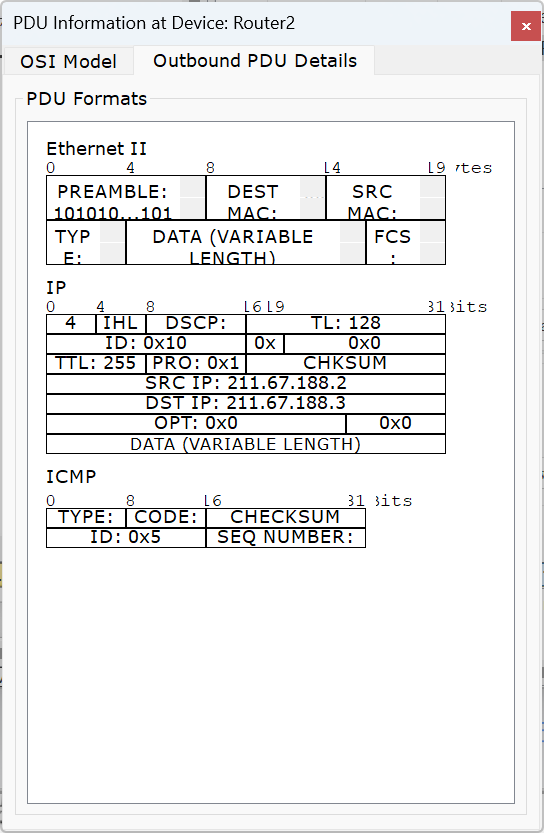 PDU Information at Device: Router2
OSI Model Outbound PDU Details
PDU Formats
Ethernet II
0 4 8 14 19
PREAMBLE: DEST SRC
101010...101 MAC: MAC:
TYP DATA (VARIABLE FCS
E: LENGTH) :
IP
0 4 8 16 19 31 Bits
4 IHL DSCP: TL: 128
ID: 0x10 0x 0x0
TTL: 255 PRO: 0x1 CHKSUM
SRC IP: 211.67.188.2
DST IP: 211.67.188.3
OPT: 0x0 0x0
DATA (VARIABLE LENGTH)
ICMP
0 8 16 31 Bits
TYPE: CODE: CHECKSUM
ID: 0x5 SEQ NUMBER: